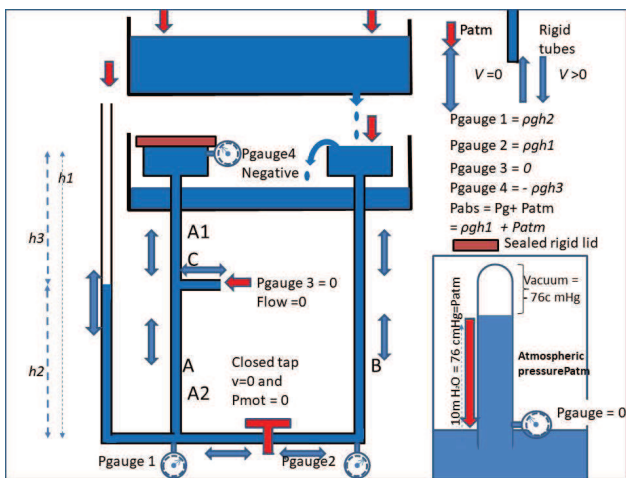 Patm
Rigid
tubes
V=0
V >0
Pgauge 1 = ρgh2
Pgauge 2 = ρgh1
Pgauge 3 = 0
Pgauge 4 = - ρgh3
Pabs = Pg+ Patm
= ρgh1 + Patm
Sealed rigid lid
Pgauge4
Negative
h1
h3
h2
A1
C
Pgauge 3 = 0
Flow =0
A
A2
B
Closed tap
v=0 and
Pmot = 0
Pgauge 1
Pgauge2
Vacuum =
- 76c mHg
10m H₂O = 76 cmHg=Patm
Atmospheric
pressurePatm
Pgauge = 0